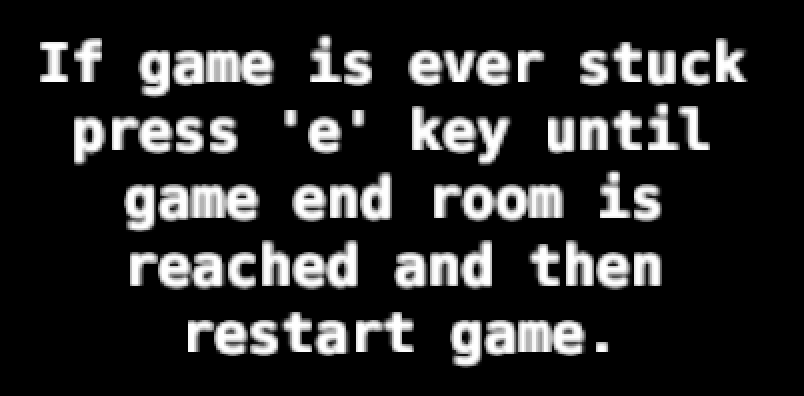 If game is ever stuck
press 'e' key until
game end room is
reached and then
restart game.